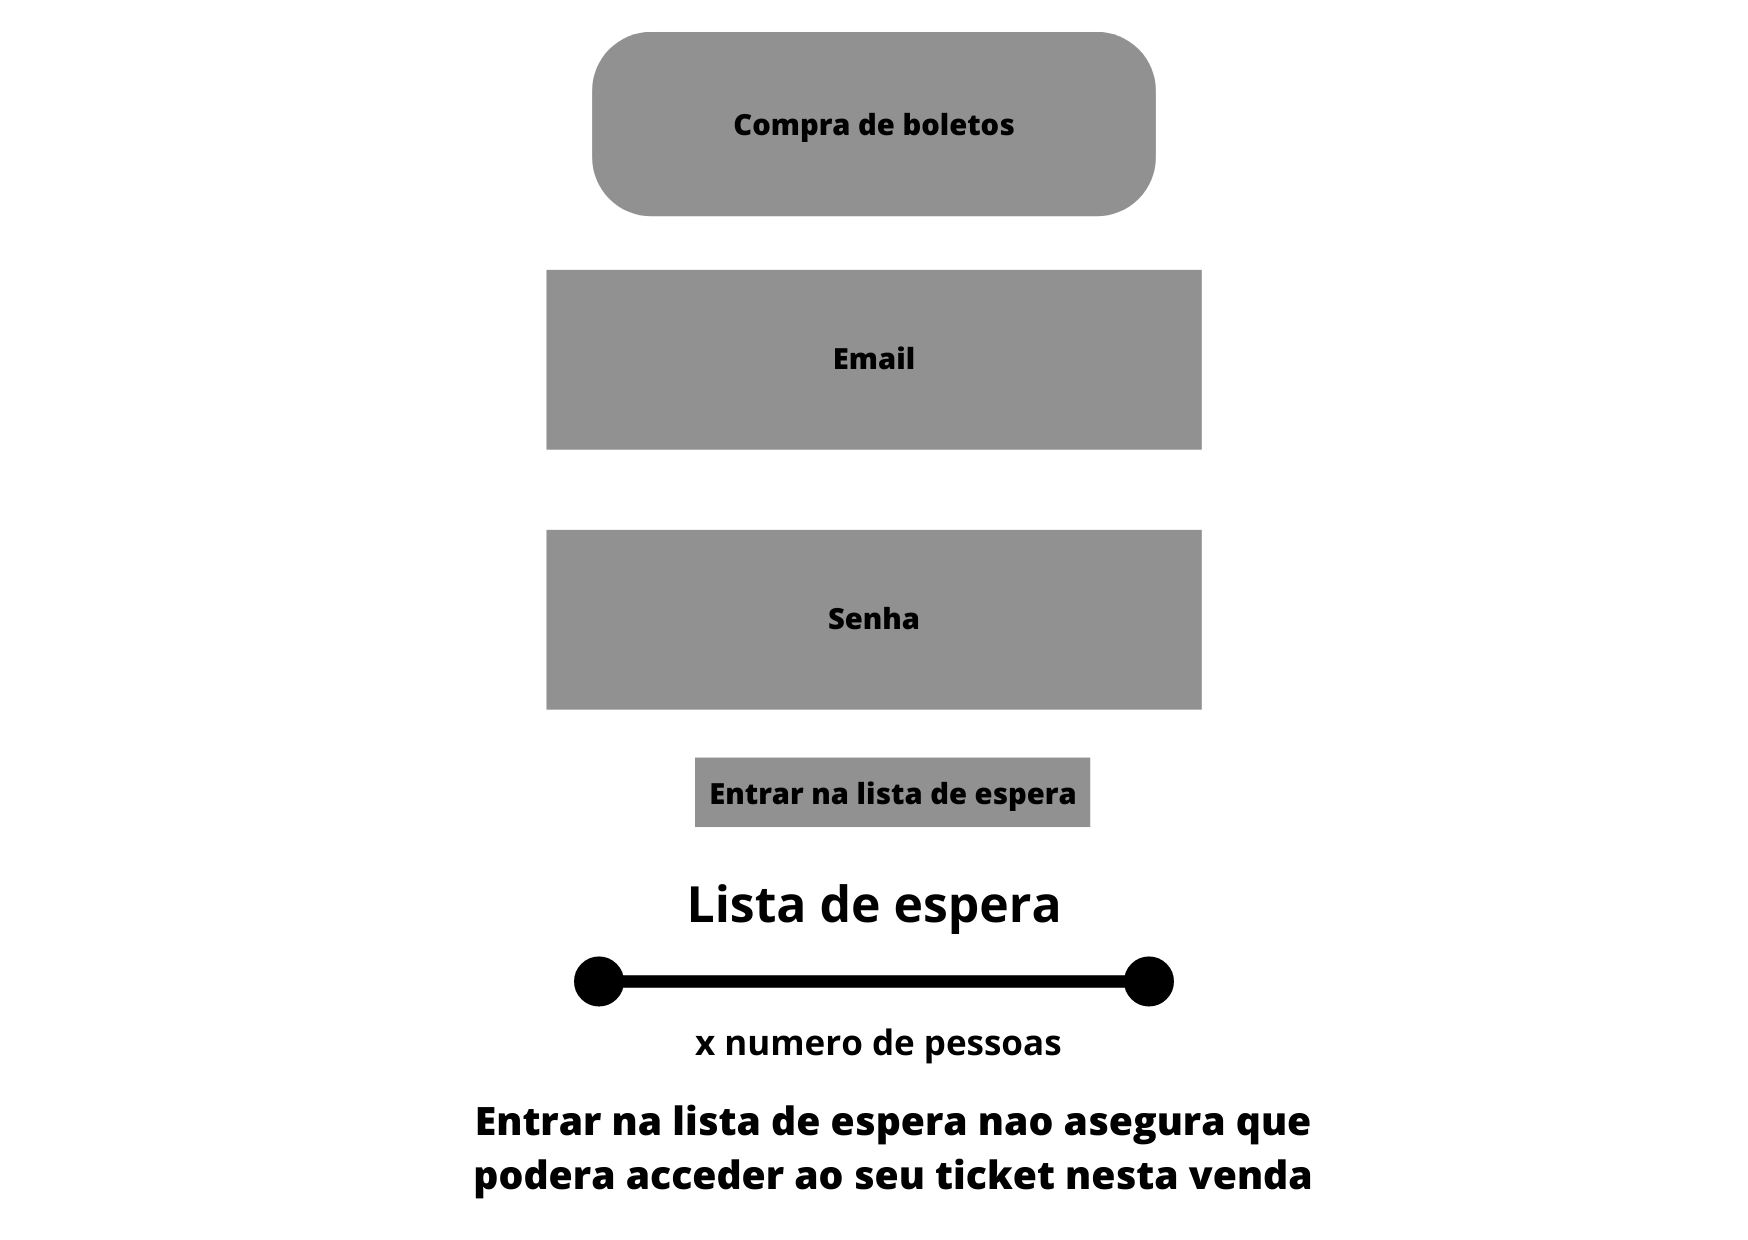 Compra de boletos
Email
Senha
Entrar na lista de espera
Lista de espera
x numero de pessoas
Entrar na lista de espera nao asegura que
podera acceder ao seu ticket nesta venda